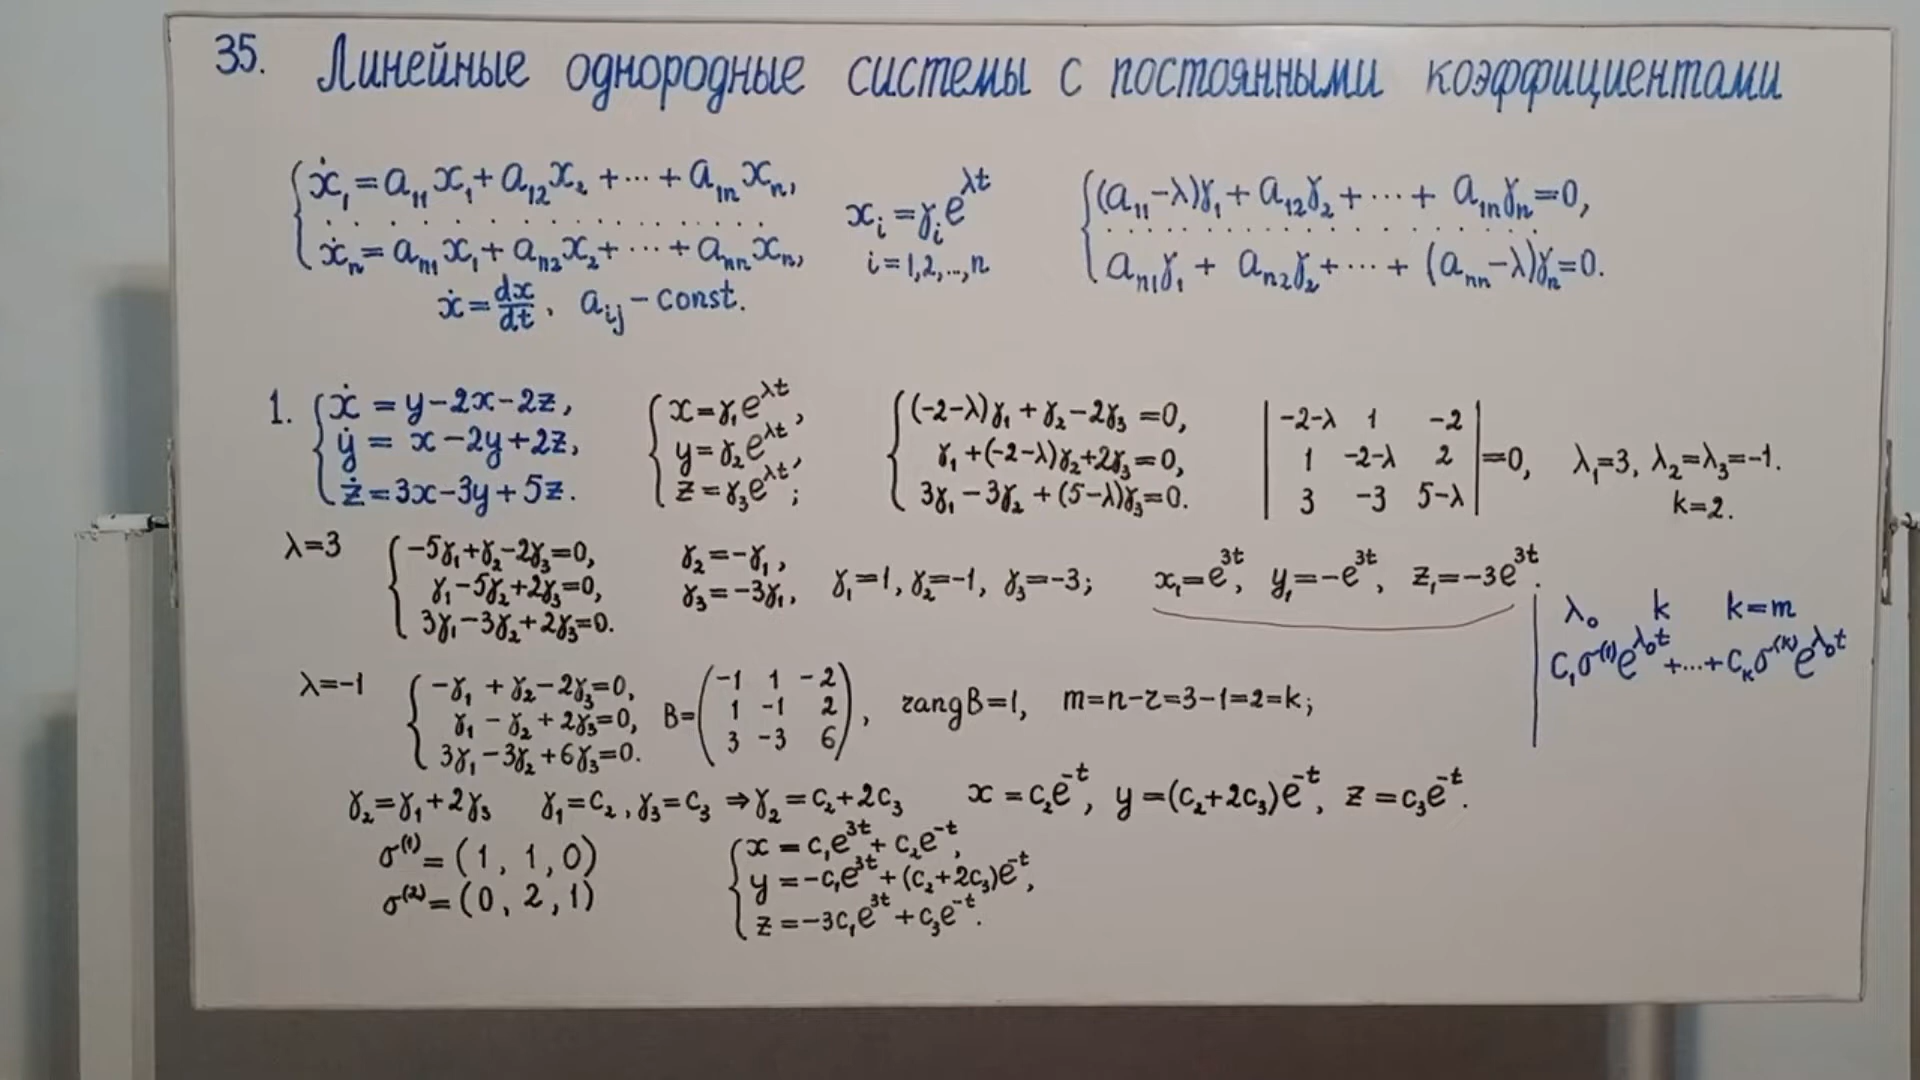 35. Линейные однородные системы с постоянными коэффициентами
{ẋ₁=a₁₁x₁+a₁₂x₂+⋯+a₁ₙxₙ,
. . . . . . . . . . . . . . . .
ẋₙ=aₙ₁x₁+aₙ₂x₂+⋯+aₙₙxₙ,
ẋ=dx/dt, aᵢⱼ-const.
xᵢ=γᵢe^{λt}
i=1,2,..,n
{(a₁₁-λ)γ₁+a₁₂γ₂+⋯+a₁ₙγₙ=0,
. . . . . . . . . . . . . . . .
aₙ₁γ₁+aₙ₂γ₂+⋯+(aₙₙ-λ)γₙ=0.
1. {ẋ=y-2x-2z,
ẏ=x-2y+2z,
ż=3x-3y+5z.
{x=γ₁e^{λt},
y=γ₂e^{λt},
z=γ₃e^{λt};
{(-2-λ)γ₁+γ₂-2γ₃=0,
γ₁+(-2-λ)γ₂+2γ₃=0,
3γ₁-3γ₂+(5-λ)γ₃=0.
|-2-λ 1 -2|
|1 -2-λ 2|=0, λ₁=3, λ₂=λ₃=-1.
|3 -3 5-λ| k=2.
λ=3
{-5γ₁+γ₂-2γ₃=0,
γ₁-5γ₂+2γ₃=0,
3γ₁-3γ₂+2γ₃=0.
γ₂=-γ₁,
γ₃=-3γ₁,
γ₁=1, γ₂=-1, γ₃=-3;
x₁=e^{3t}, y₁=-e^{3t}, z₁=-3e^{3t}.
λ₀ k k=m
c₁σ⁽¹⁾e^{λ₀t}+⋯+cₖσ⁽ᵏ⁾e^{λ₀t}
λ=-1
{-γ₁+γ₂-2γ₃=0,
γ₁-γ₂+2γ₃=0,
3γ₁-3γ₂+6γ₃=0.
B=(-1 1 -2
1 -1 2
3 -3 6), rangB=1, m=n-r=3-1=2=k;
γ₂=γ₁+2γ₃ γ₁=c₂, γ₃=c₃ ⇒ γ₂=c₂+2c₃ x=c₂e^{-t}, y=(c₂+2c₃)e^{-t}, z=c₃e^{-t}.
σ⁽¹⁾=(1, 1, 0)
σ⁽²⁾=(0, 2, 1)
{x=c₁e^{3t}+c₂e^{-t},
y=-c₁e^{3t}+(c₂+2c₃)e^{-t},
z=-3c₁e^{3t}+c₃e^{-t}.